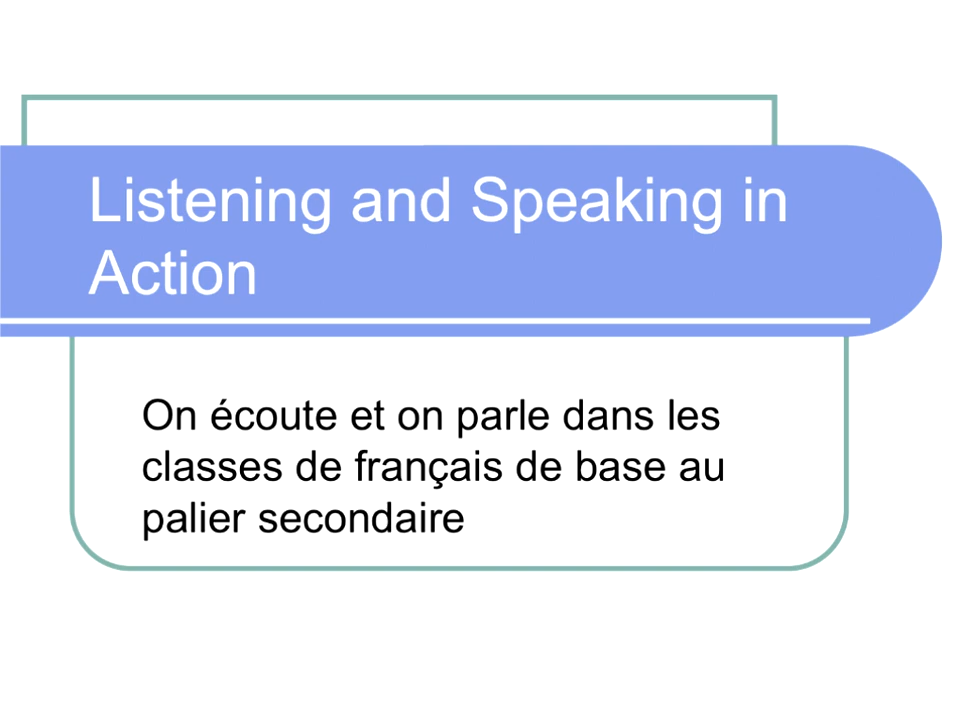 Listening and Speaking in
Action
On écoute et on parle dans les
classes de français de base au
palier secondaire